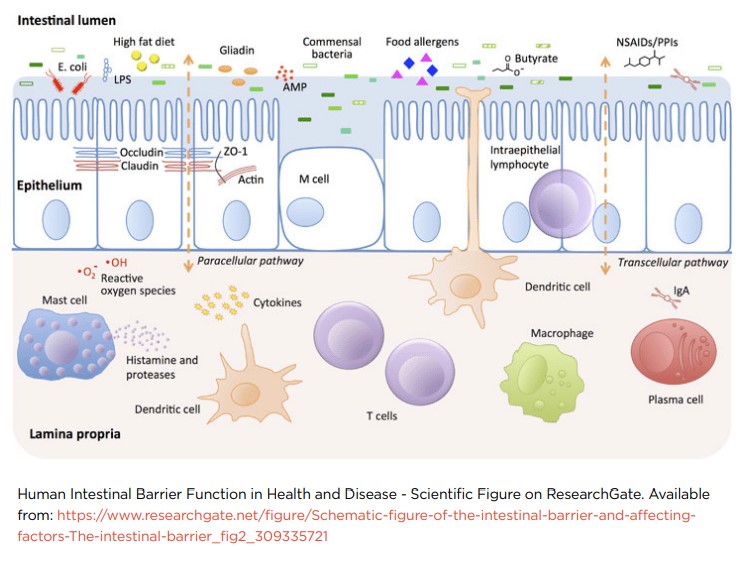 Intestinal lumen
High fat diet
Gliadin
Commensal
bacteria
Food allergens
NSAIDs/PPIs
E. coli
LPS
AMP
Butyrate
O
O-
Occludin
Claudin
ZO-1
Actin
M cell
Intraepithelial
lymphocyte
Epithelium
Paracellular pathway
Transcellular pathway
•OH
•O2-
Reactive
oxygen species
Mast cell
Cytokines
Dendritic cell
IgA
Histamine and
proteases
Macrophage
Dendritic cell
T cells
Plasma cell
Lamina propria
Human Intestinal Barrier Function in Health and Disease - Scientific Figure on ResearchGate. Available
from: https://www.researchgate.net/figure/Schematic-figure-of-the-intestinal-barrier-and-affecting-
factors-The-intestinal-barrier_fig2_309335721